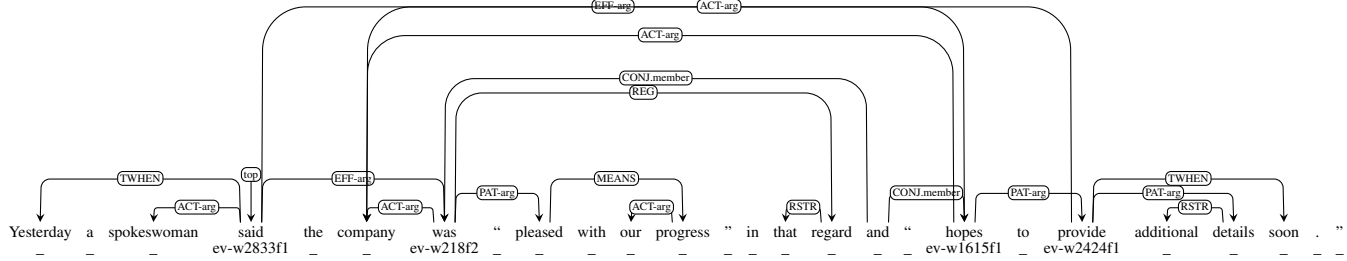 EFF-arg ACT-arg
ACT-arg
CONJ.member
REG
TWHEN top EFF-arg MEANS TWHEN
PAT-arg CONJ.member PAT-arg PAT-arg
ACT-arg ACT-arg ACT-arg RSTR RSTR
Yesterday a spokeswoman said the company was “ pleased with our progress ” in that regard and “ hopes to provide additional details soon . ”
_ _ _ ev-w2833f1 _ _ ev-w218f2 _ _ _ _ _ _ _ _ _ _ _ ev-w1615f1 _ ev-w2424f1 _ _ _ _ _